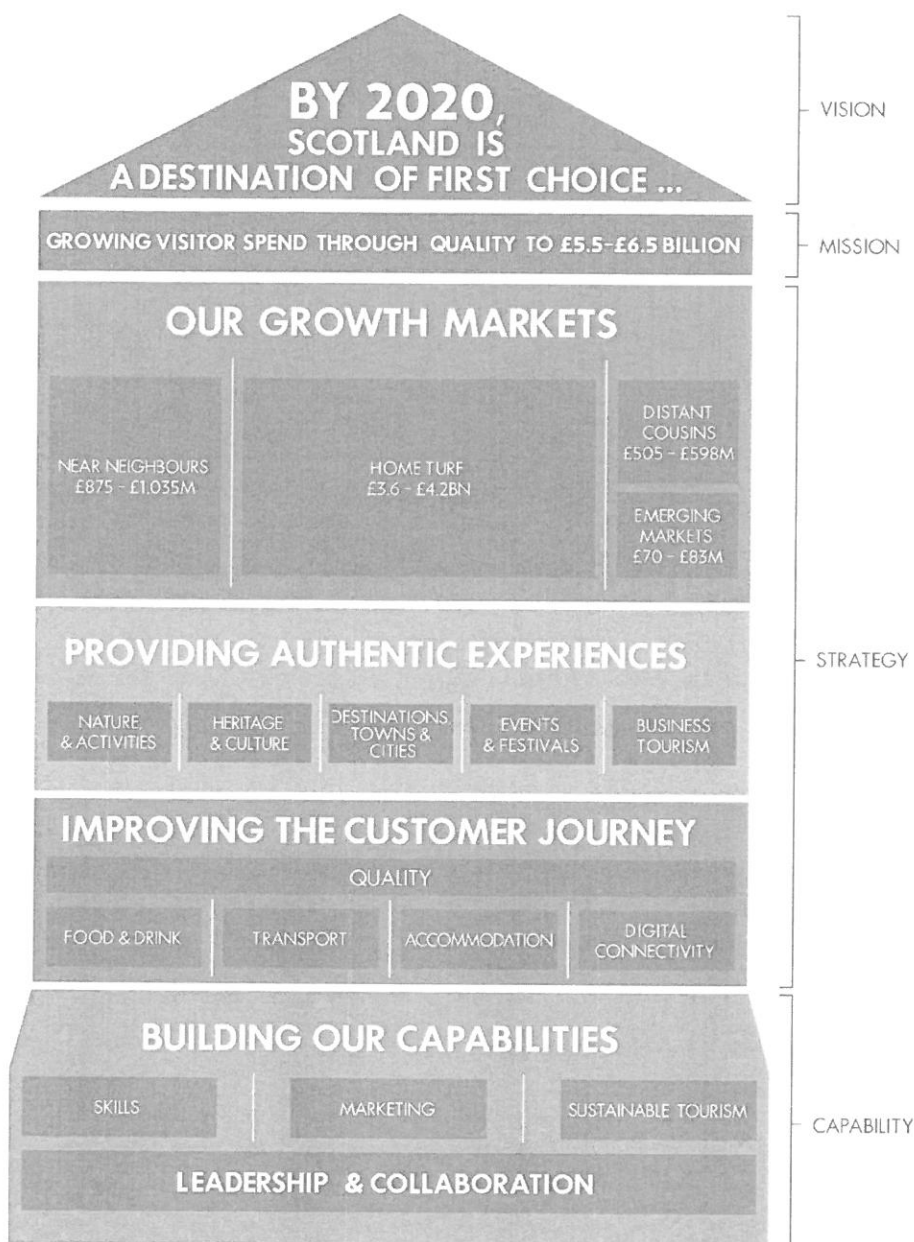 BY 2020,
SCOTLAND IS
A DESTINATION OF FIRST CHOICE ...
VISION
GROWING VISITOR SPEND THROUGH QUALITY TO £5.5-£6.5 BILLION
MISSION
OUR GROWTH MARKETS
NEAR NEIGHBOURS
£875 - £1.035M
HOME TURF
£3.6 - £4.2BN
DISTANT
COUSINS
£505 - £598M
EMERGING
MARKETS
£70 - £83M
STRATEGY
PROVIDING AUTHENTIC EXPERIENCES
NATURE,
& ACTIVITIES
HERITAGE
& CULTURE
DESTINATIONS,
TOWNS &
CITIES
EVENTS
& FESTIVALS
BUSINESS
TOURISM
IMPROVING THE CUSTOMER JOURNEY
QUALITY
FOOD & DRINK
TRANSPORT
ACCOMMODATION
DIGITAL
CONNECTIVITY
BUILDING OUR CAPABILITIES
SKILLS
MARKETING
SUSTAINABLE TOURISM
CAPABILITY
LEADERSHIP & COLLABORATION